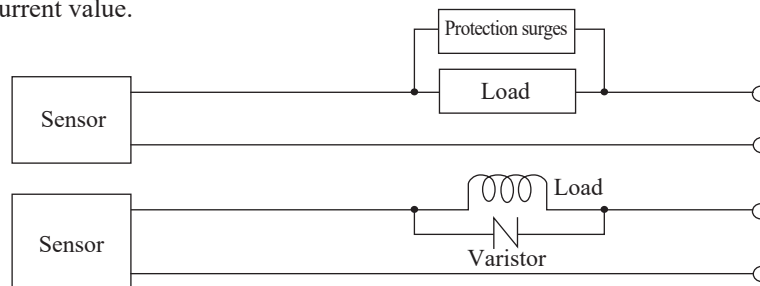 current value.
Protection surges
Load
Sensor
Load
Sensor
Varistor